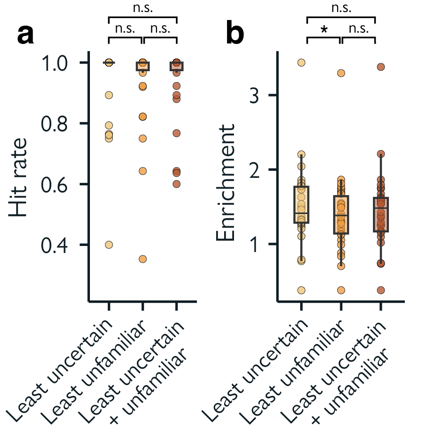 a
n.s.
n.s.
n.s.
Hit rate
1.0
0.8
0.6
0.4
Least uncertain
Least unfamiliar
Least uncertain
+ unfamiliar
b
n.s.
*
n.s.
Enrichment
3
2
1
Least uncertain
Least unfamiliar
Least uncertain
+ unfamiliar